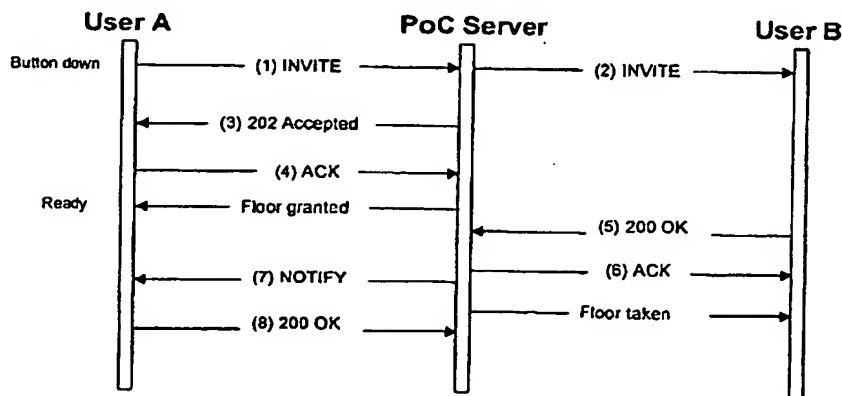 User A
PoC Server
User B
Button down
(1) INVITE
(2) INVITE
(3) 202 Accepted
(4) ACK
Ready
Floor granted
(5) 200 OK
(7) NOTIFY
(6) ACK
Floor taken
(8) 200 OK